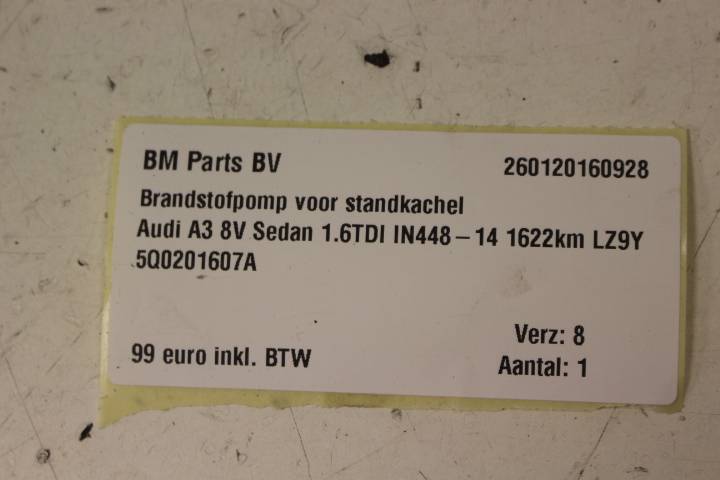 BM Parts BV 260120160928
Brandstofpomp voor standkachel
Audi A3 8V Sedan 1.6TDI IN448-14 1622km LZ9Y
5Q0201607A
Verz: 8
99 euro inkl. BTW Aantal: 1